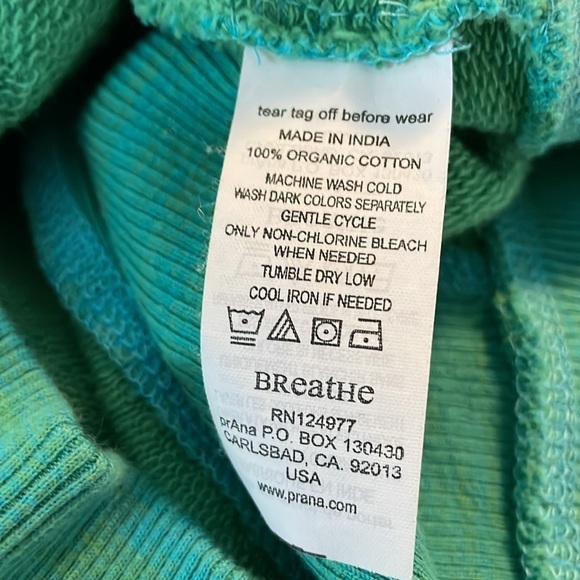 tear tag off before wear
MADE IN INDIA
100% ORGANIC COTTON
MACHINE WASH COLD
WASH DARK COLORS SEPARATELY
GENTLE CYCLE
ONLY NON-CHLORINE BLEACH
WHEN NEEDED
TUMBLE DRY LOW
COOL IRON IF NEEDED
BReatHe
RN124977
prAna P.O. BOX 130430
CARLSBAD, CA. 92013
USA
www.prana.com